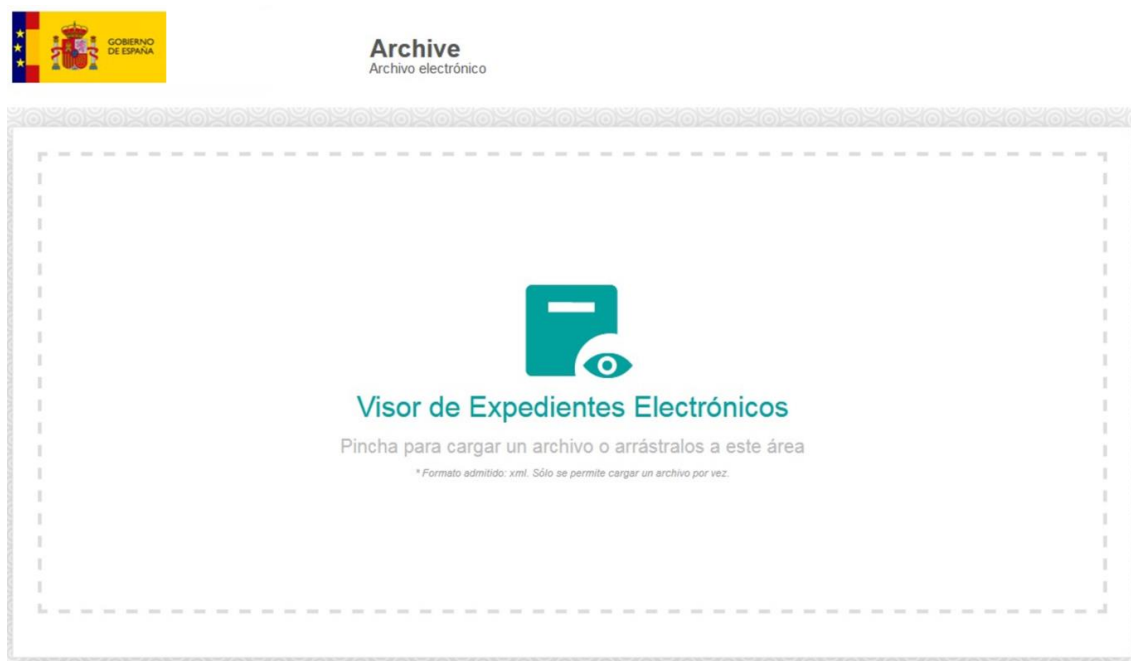 GOBIERNO
DE ESPAÑA
Archive
Archivo electrónico
Visor de Expedientes Electrónicos
Pincha para cargar un archivo o arrástralos a este área
* Formato admitido: xml. Sólo se permite cargar un archivo por vez.